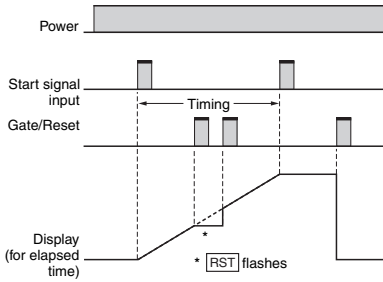 Power
Start signal
input
Timing
Gate/Reset
Display
(for elapsed
time)
*
* RST flashes